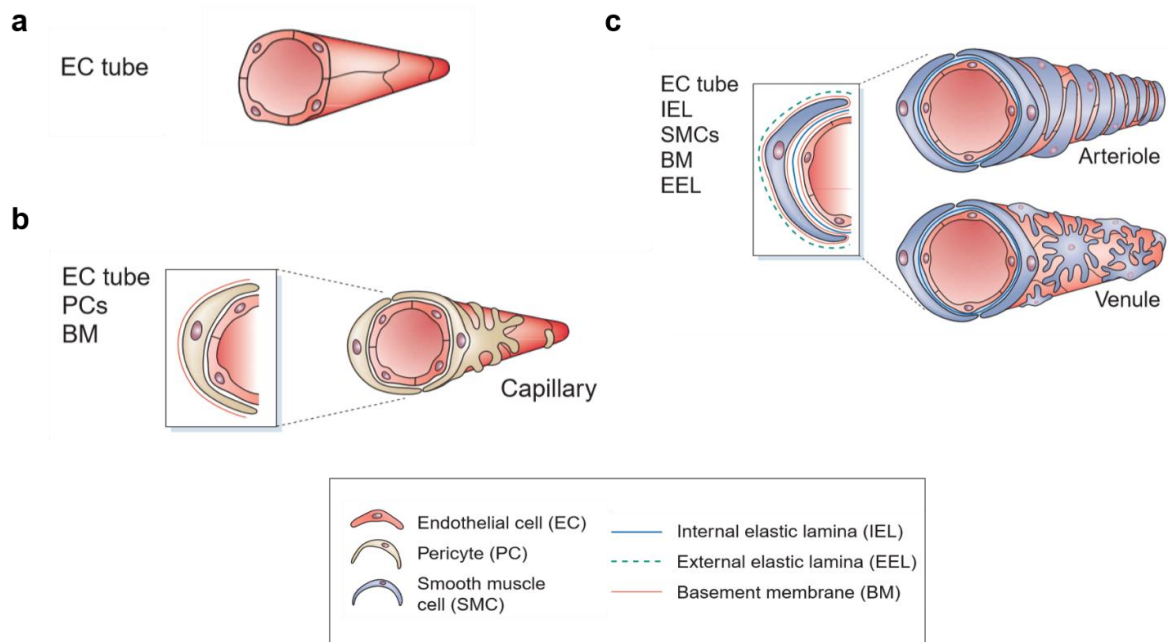 a
EC tube
b
EC tube
PCs
BM
Capillary
c
EC tube
IEL
SMCs
BM
EEL
Arteriole
Venule
Endothelial cell (EC)
Pericyte (PC)
Smooth muscle
cell (SMC)
Internal elastic lamina (IEL)
External elastic lamina (EEL)
Basement membrane (BM)